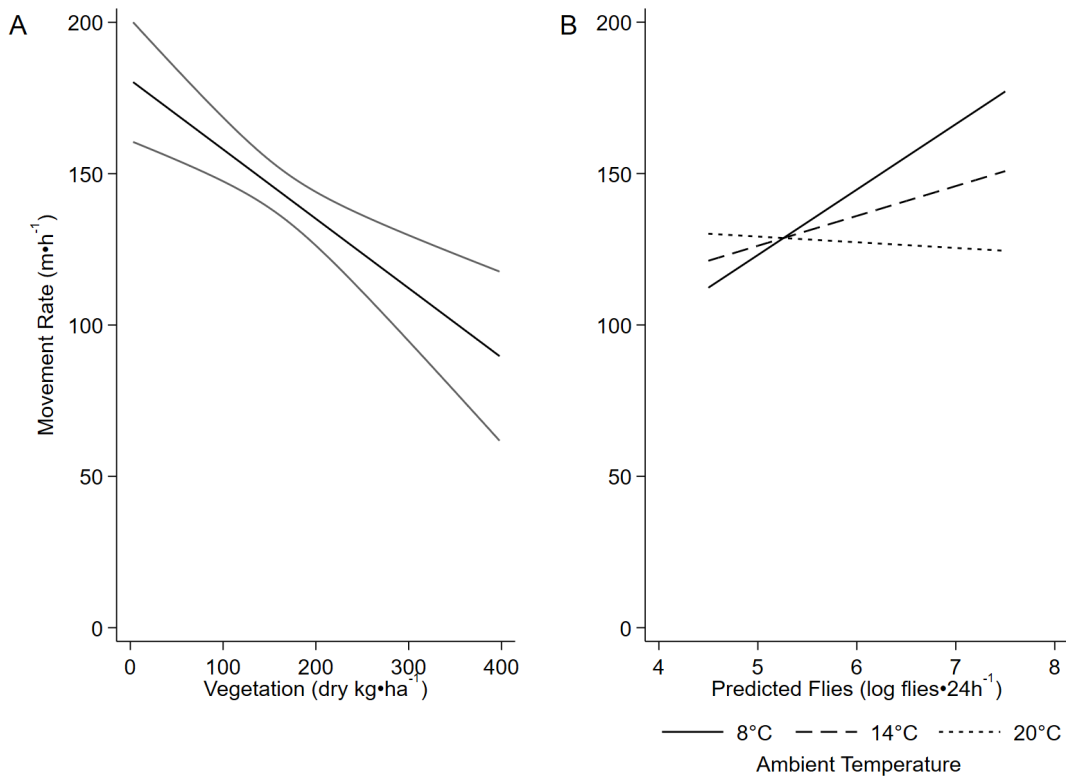 A
200
150
100
50
0
Movement Rate (m•h⁻¹)
0 100 200 300 400
Vegetation (dry kg•ha⁻¹)
B
200
150
100
50
0
4 5 6 7 8
Predicted Flies (log flies•24h⁻¹)
8°C 14°C 20°C
Ambient Temperature